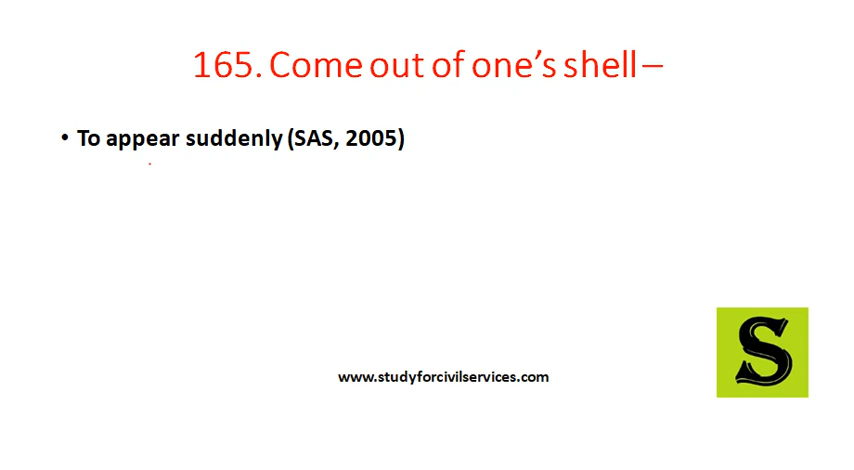 165. Come out of one’s shell –
• To appear suddenly (SAS, 2005)
S
www.studyforcivilservices.com